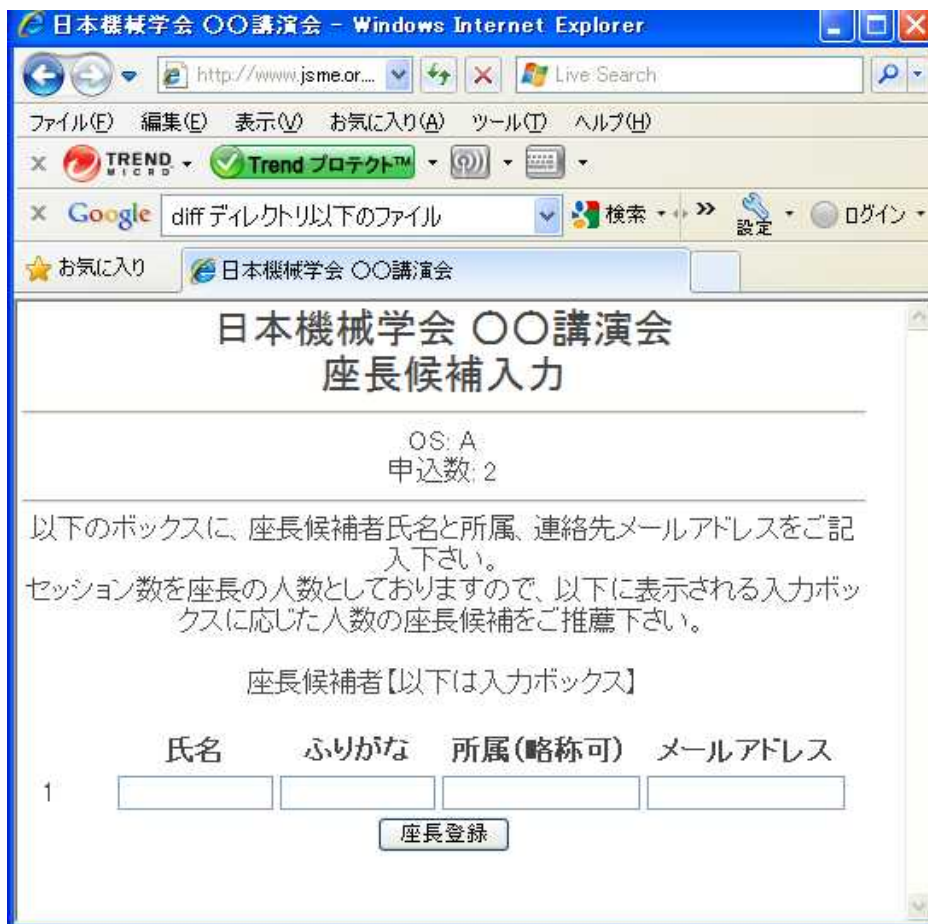 日本機械学会 〇〇講演会 - Windows Internet Explorer
http://www.jsme.or.... Live Search
ファイル(F) 編集(E) 表示(V) お気に入り(A) ツール(T) ヘルプ(H)
× TREND MICRO Trend プロテクト™
× Google diff ディレクトリ以下のファイル 検索 » 設定 ログイン
お気に入り 日本機械学会 〇〇講演会
日本機械学会 〇〇講演会
座長候補入力
OS: A
申込数: 2
以下のボックスに、座長候補者氏名と所属、連絡先メールアドレスをご記
入下さい。
セッション数を座長の人数としておりますので、以下に表示される入力ボッ
クスに応じた人数の座長候補をご推薦下さい。
座長候補者【以下は入力ボックス】
氏名 ふりがな 所属(略称可) メールアドレス
1
座長登録